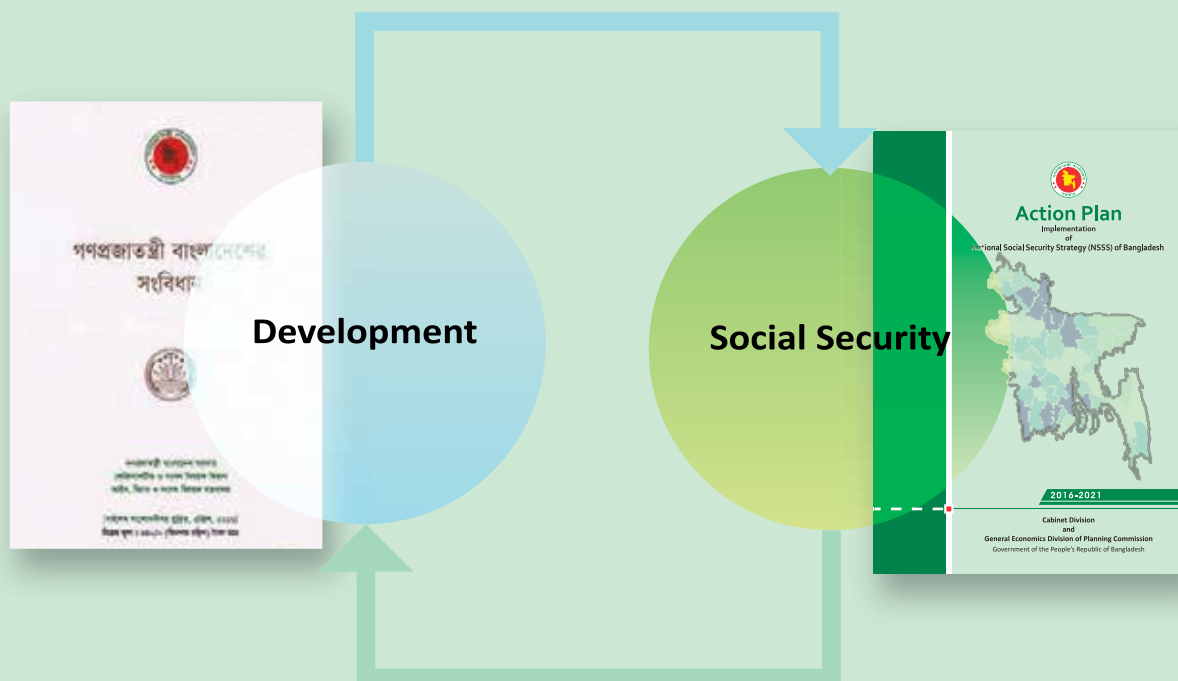 গণপ্রজাতন্ত্রী বাংলাদেশের
সংবিধান
Development
Social Security
Action Plan
Implementation
of
National Social Security Strategy (NSSS) of Bangladesh
2016-2021
Cabinet Division
and
General Economics Division of Planning Commission
Government of the People's Republic of Bangladesh